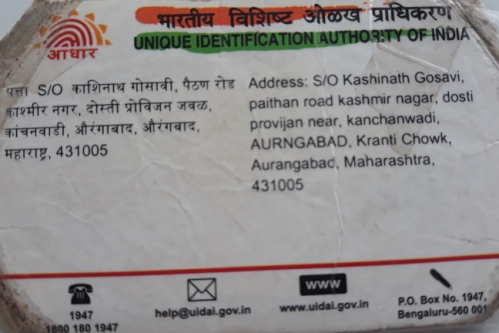 आधार
भारतीय विशिष्ट ओळख प्राधिकरण
UNIQUE IDENTIFICATION AUTHORITY OF INDIA
पत्ता S/O काशिनाथ गोसावी, पैठण रोड
काश्मीर नगर, दोस्ती प्रोविजन जवळ,
कांचनवाडी, औरंगाबाद, औरंगबाद,
महाराष्ट्र, 431005
Address: S/O Kashinath Gosavi,
paithan road kashmir nagar, dosti
provijan near, kanchanwadi,
AURNGABAD, Kranti Chowk,
Aurangabad, Maharashtra,
431005
1947
1800 180 1947
help@uidai.gov.in
WWW
www.uidai.gov.in
P.O. Box No. 1947,
Bengaluru-560 001